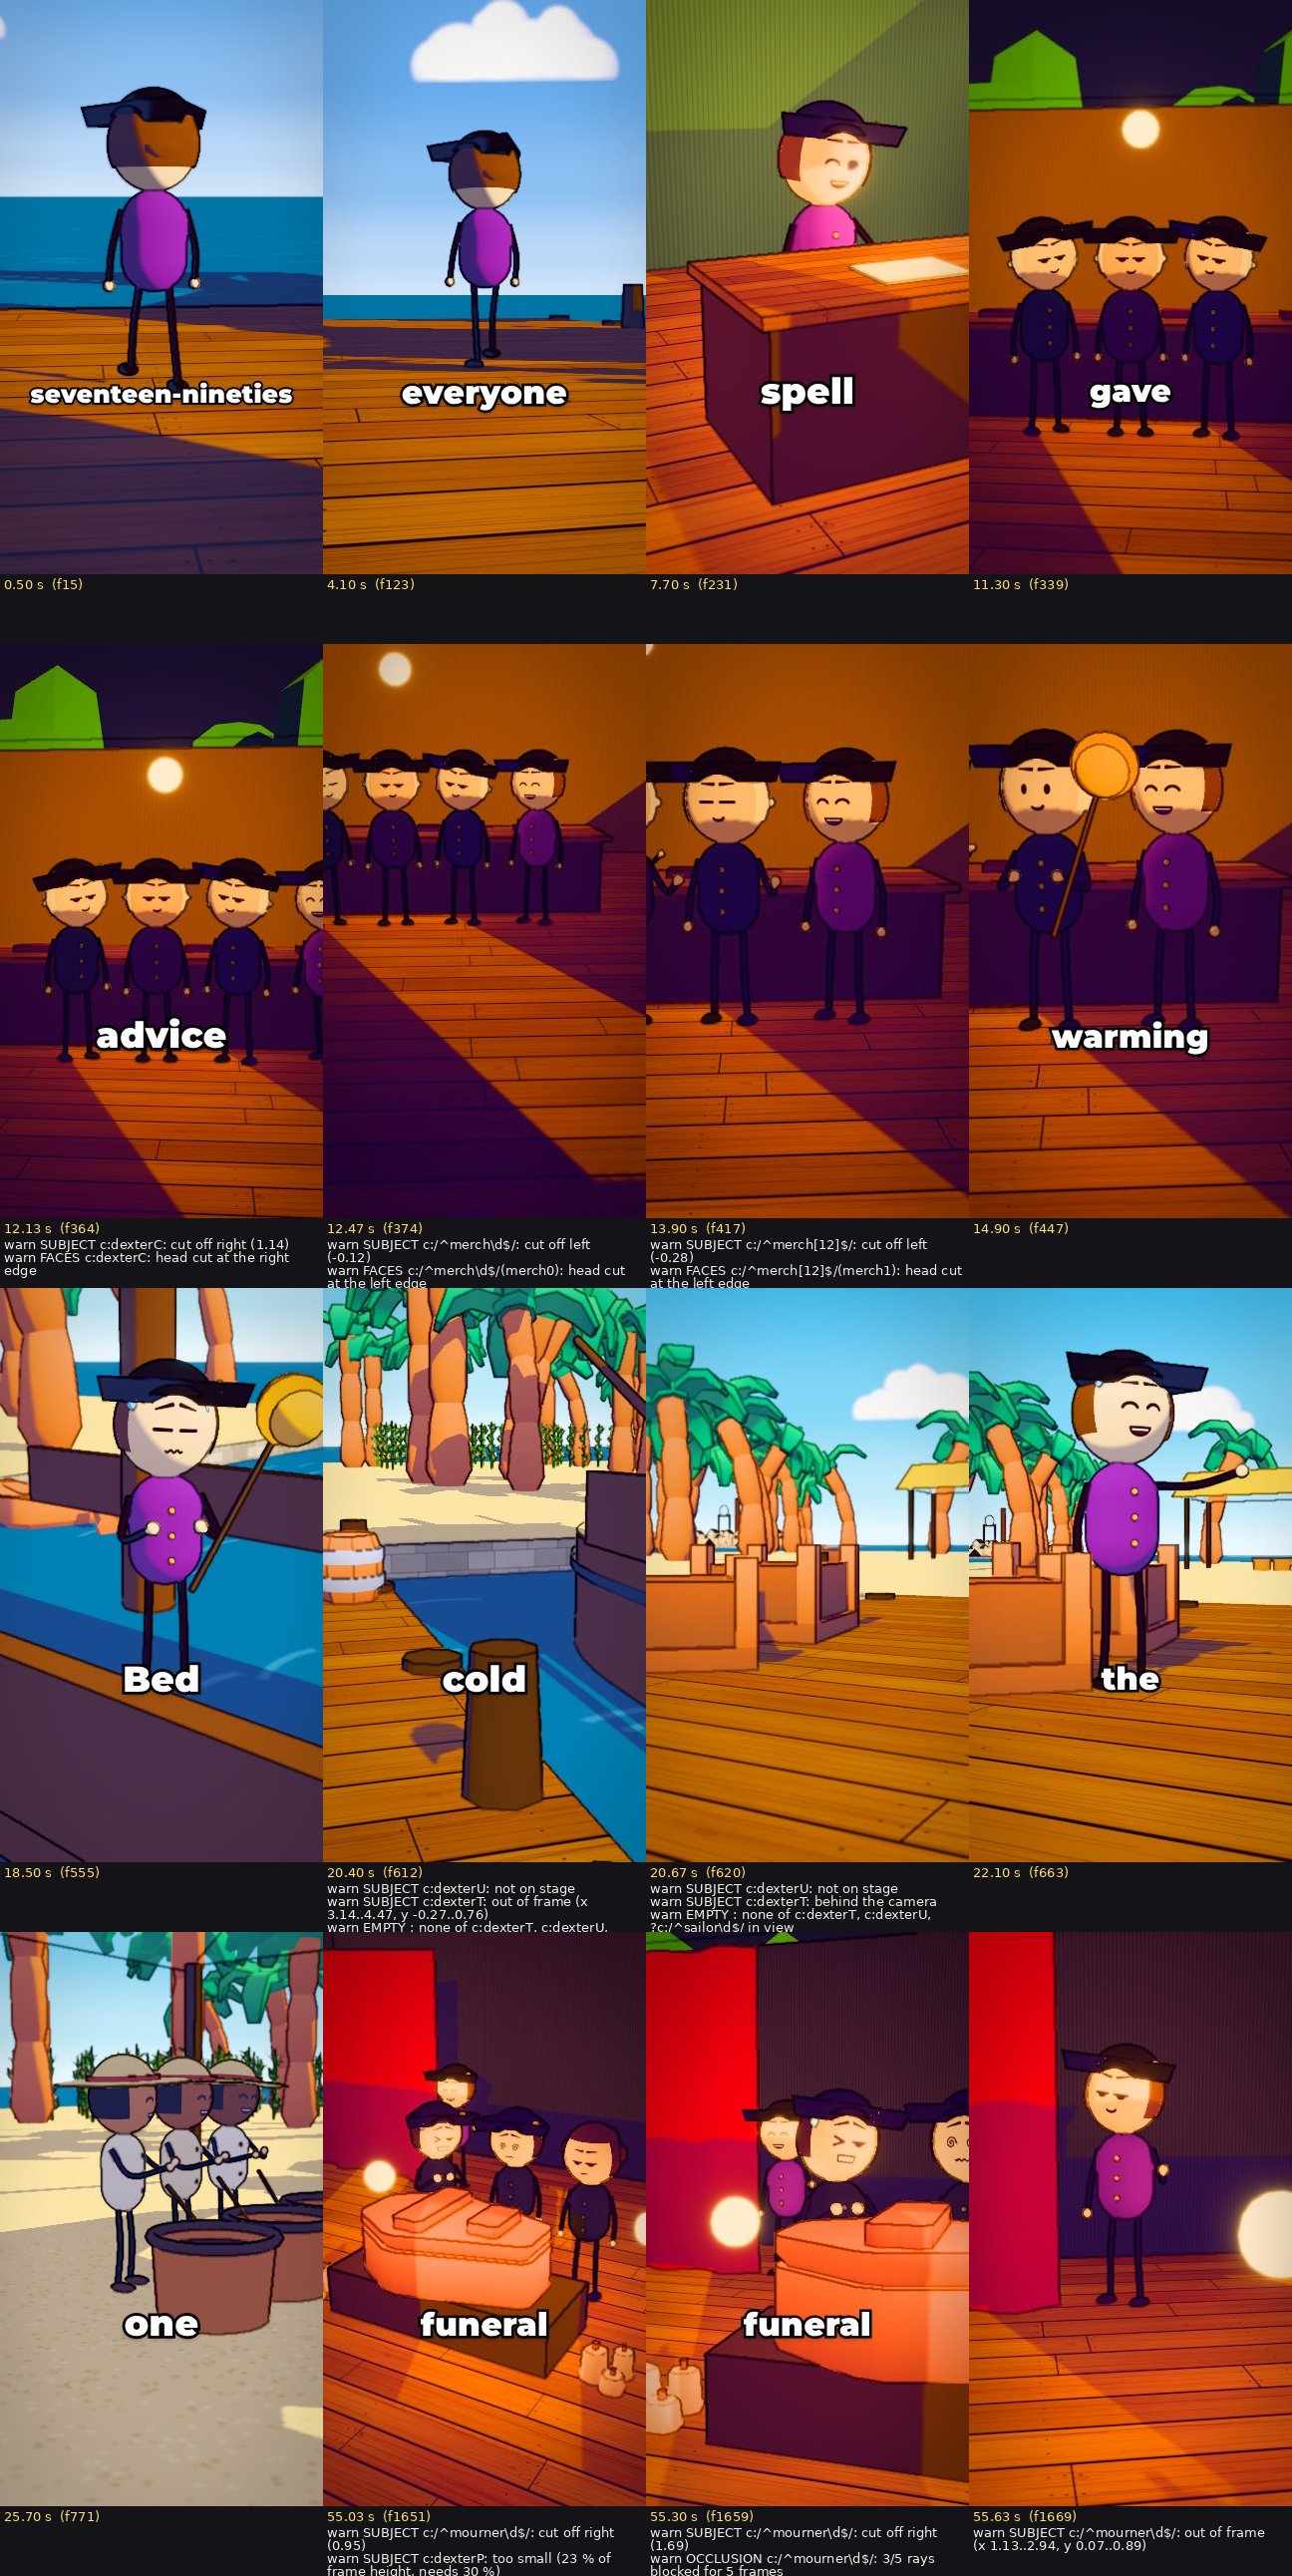 seventeen-nineties
everyone
spell
gave
0.50 s (f15)
4.10 s (f123)
7.70 s (f231)
11.30 s (f339)
advice
warming
12.13 s (f364)
warn SUBJECT c:dexterC: cut off right (1.14)
warn FACES c:dexterC: head cut at the right
edge
12.47 s (f374)
warn SUBJECT c:/^merch\d$/: cut off left
(-0.12)
warn FACES c:/^merch\d$/(merch0): head cut
at the left edge
13.90 s (f417)
warn SUBJECT c:/^merch[12]$/: cut off left
(-0.28)
warn FACES c:/^merch[12]$/(merch1): head cut
at the left edge
14.90 s (f447)
Bed
cold
the
18.50 s (f555)
20.40 s (f612)
warn SUBJECT c:dexterU: not on stage
warn SUBJECT c:dexterT: out of frame (x
3.14..4.47, y -0.27..0.76)
warn EMPTY : none of c:dexterT, c:dexterU,
20.67 s (f620)
warn SUBJECT c:dexterU: not on stage
warn SUBJECT c:dexterT: behind the camera
warn EMPTY : none of c:dexterT, c:dexterU,
?c:/^sailor\d$/ in view
22.10 s (f663)
one
funeral
funeral
25.70 s (f771)
55.03 s (f1651)
warn SUBJECT c:/^mourner\d$/: cut off right
(0.95)
warn SUBJECT c:dexterP: too small (23 % of
frame height, needs 30 %)
55.30 s (f1659)
warn SUBJECT c:/^mourner\d$/: cut off right
(1.69)
warn OCCLUSION c:/^mourner\d$/: 3/5 rays
blocked for 5 frames
55.63 s (f1669)
warn SUBJECT c:/^mourner\d$/: out of frame
(x 1.13..2.94, y 0.07..0.89)